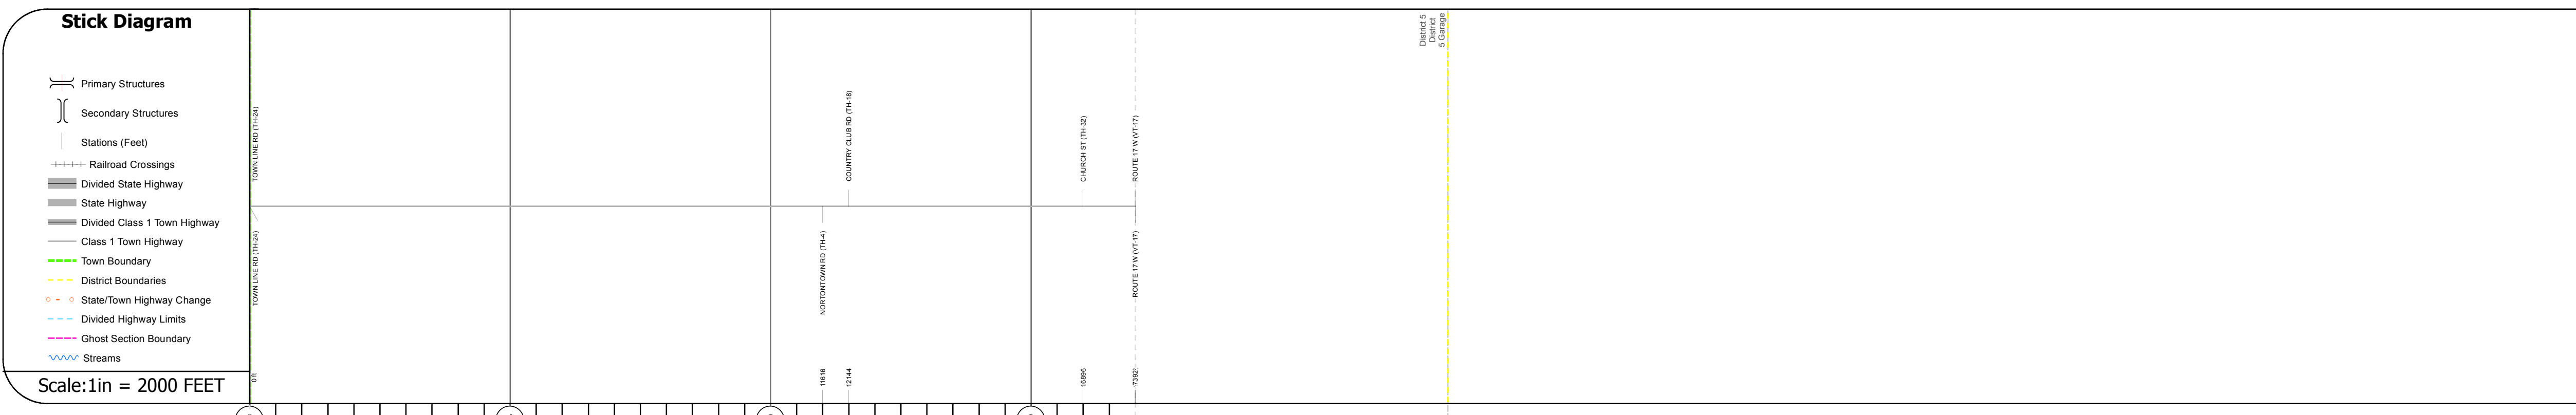 Stick Diagram
Primary Structures
Secondary Structures
Stations (Feet)
Railroad Crossings
Divided State Highway
State Highway
Divided Class 1 Town Highway
Class 1 Town Highway
Town Boundary
District Boundaries
State/Town Highway Change
Divided Highway Limits
Ghost Section Boundary
Streams
Scale:1in = 2000 FEET
TOWN LINE RD (TH-24)
TOWN LINE RD (TH-24)
0 ft
NORTONTOWN RD (TH-4)
11616
COUNTRY CLUB RD (TH-18)
12144
CHURCH ST (TH-32)
16896
ROUTE 17 W (VT-17)
ROUTE 17 W (VT-17)
District 5
District
5 Garage